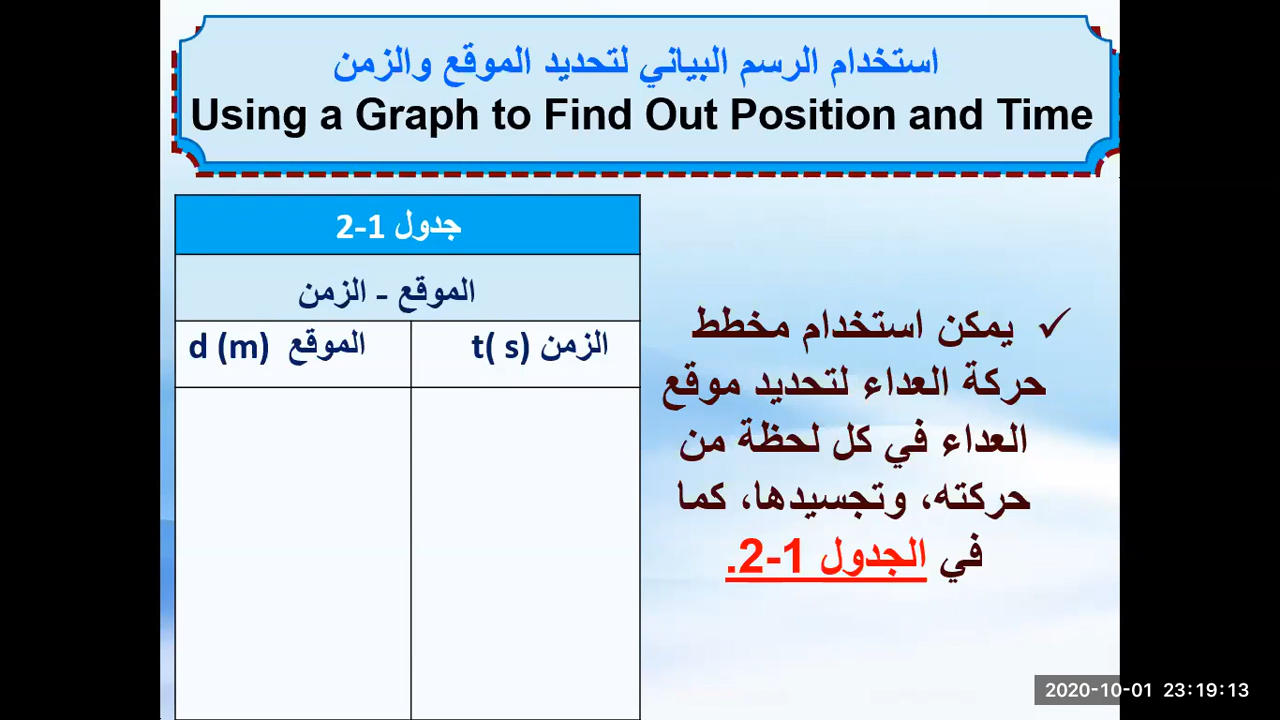 استخدام الرسم البياني لتحديد الموقع والزمن
Using a Graph to Find Out Position and Time
✓ يمكن استخدام مخطط
حركة العداء لتحديد موقع
العداء في كل لحظة من
حركته، وتجسيدها، كما
في الجدول 1-2.
جدول 1-2
الموقع - الزمن
الزمن t( s)
الموقع d (m)
2020-10-01 23:19:13